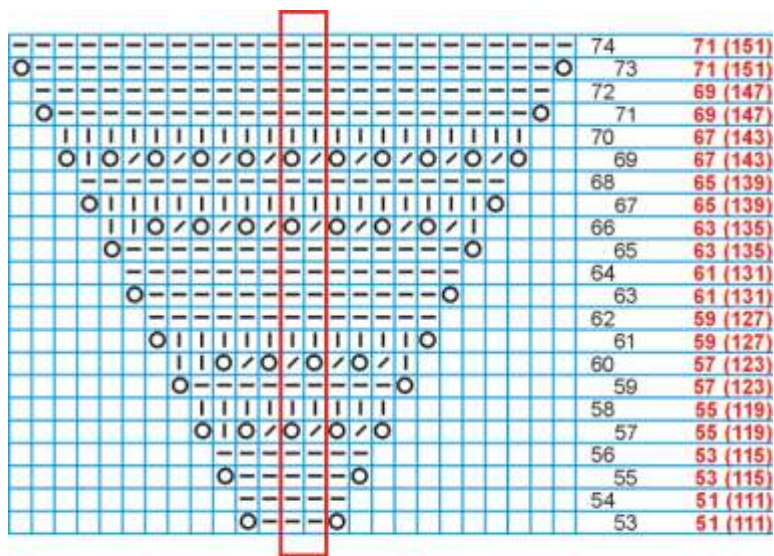 74 71 (151)
73 71 (151)
72 69 (147)
71 69 (147)
70 67 (143)
69 67 (143)
68 65 (139)
67 65 (139)
66 63 (135)
65 63 (135)
64 61 (131)
63 61 (131)
62 59 (127)
61 59 (127)
60 57 (123)
59 57 (123)
58 55 (119)
57 55 (119)
56 53 (115)
55 53 (115)
54 51 (111)
53 51 (111)